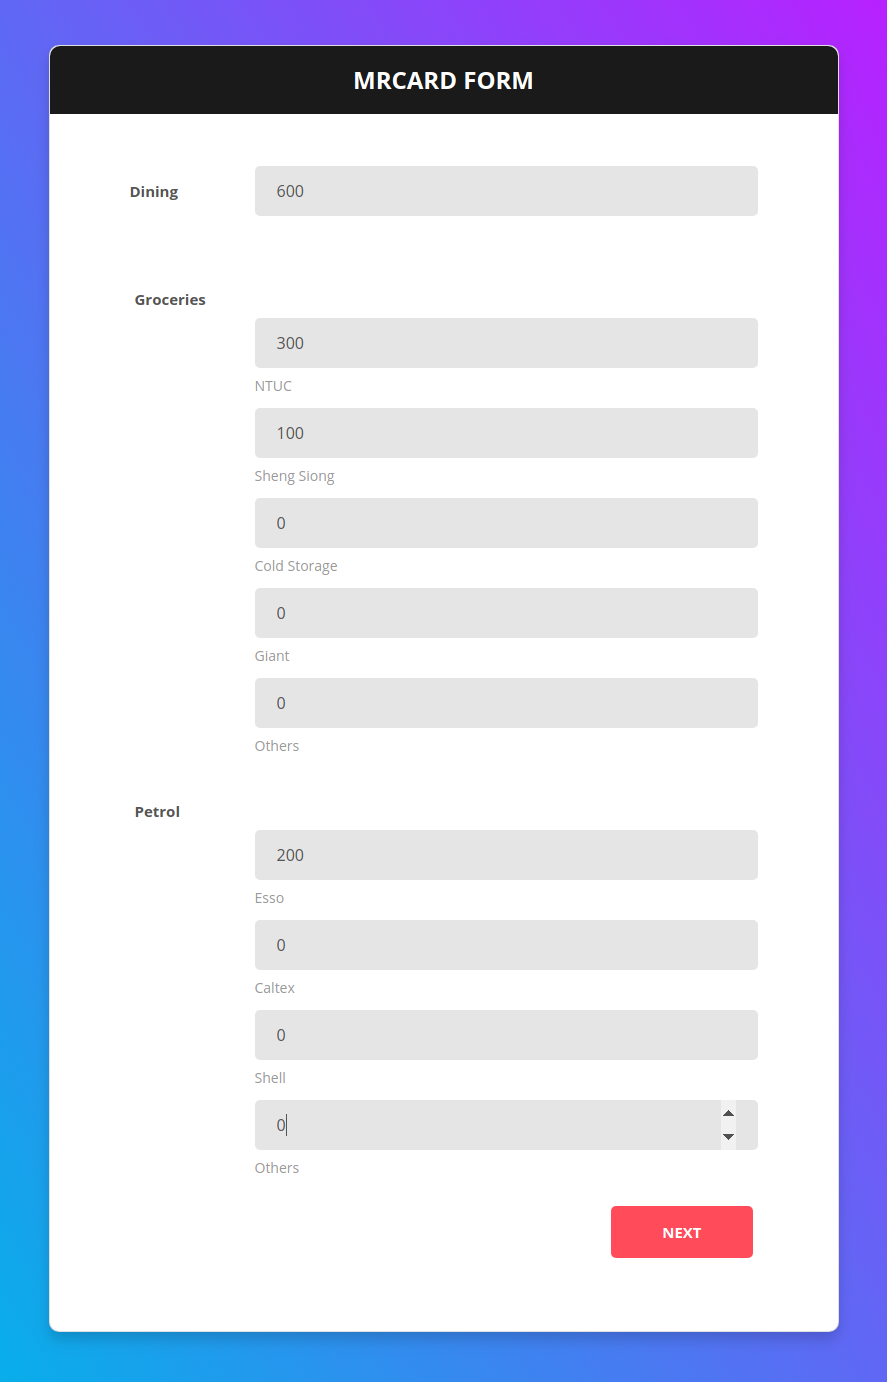 MRCARD FORM
Dining
600
Groceries
300
NTUC
100
Sheng Siong
0
Cold Storage
0
Giant
0
Others
Petrol
200
Esso
0
Caltex
0
Shell
0
Others
NEXT